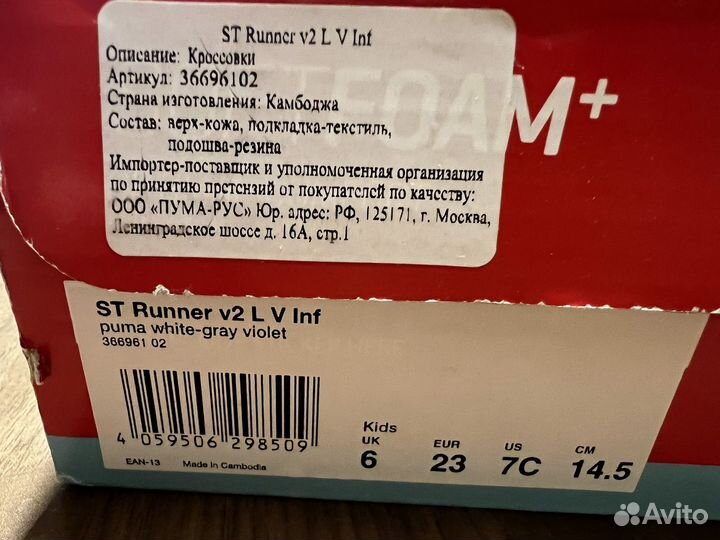 ST Runner v2 L V Inf
Описание: Кроссовки
Артикул: 36696102
Страна изготовления: Камбоджа
Состав: верх-кожа, подкладка-текстиль,
подошва-резина
Импортер-поставщик и уполномоченная организация
по принятию претензий от покупателей по качеству:
ООО «ПУМА-РУС» Юр. адрес: РФ, 125171, г. Москва,
Ленинградское шоссе д. 16А, стр.1
FOAM+
ST Runner v2 L V Inf
puma white-gray violet
366961 02
4 059506 298509
EAN-13 Made in Cambodia
Kids
UK EUR US CM
6 23 7C 14.5
Avito